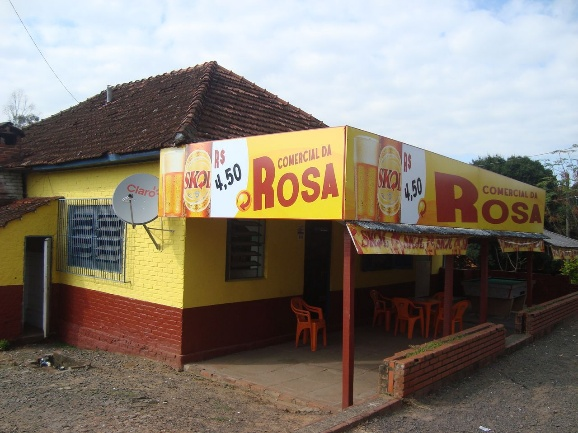 Claro
SKOL
R$
4,50
COMERCIAL DA
ROSA
SKOL
R$
4,50
COMERCIAL DA
ROSA